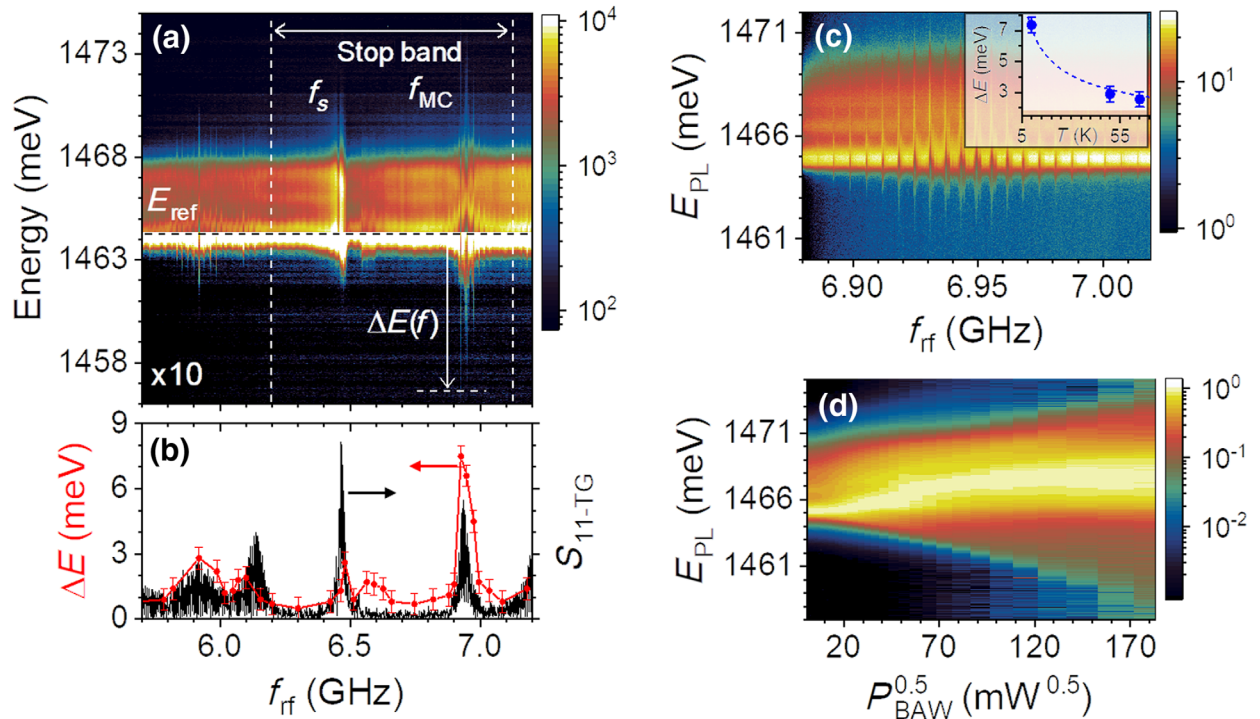 (a)
1473
1468
1463
1458
Energy (meV)
Stop band
f_s
f_MC
E_ref
ΔE(f)
x10
10^4
10^3
10^2
(b)
9
6
3
0
ΔE (meV)
S_11-TG
6.0
6.5
7.0
f_rf (GHz)
(c)
1471
1466
1461
E_PL (meV)
7
5
3
ΔE (meV)
5
T (K)
55
10^1
10^0
6.90
6.95
7.00
f_rf (GHz)
(d)
1471
1466
1461
E_PL (meV)
10^0
10^-1
10^-2
20
70
120
170
P_BAW^0.5 (mW^0.5)